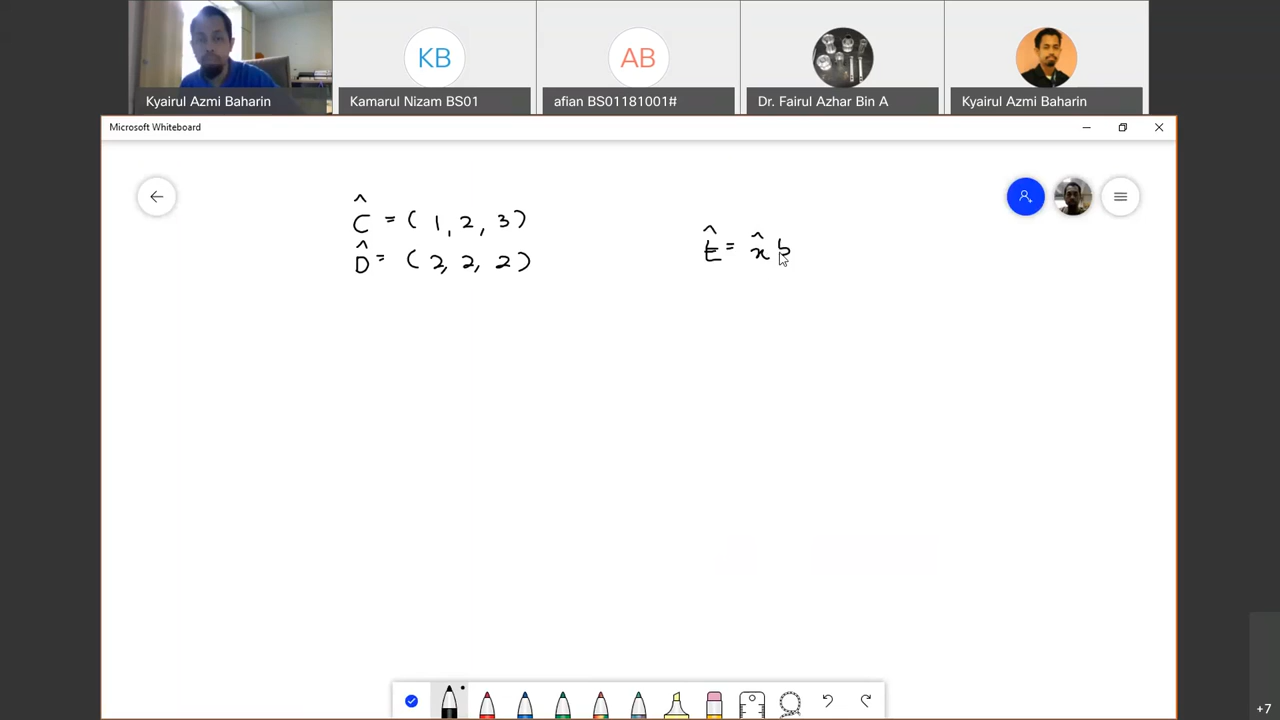 KB
AB
Kyairul Azmi Baharin
Kamarul Nizam BS01
afian BS01181001#
Dr. Fairul Azhar Bin A
Kyairul Azmi Baharin
Microsoft Whiteboard
Ĉ = ( 1, 2, 3 )
D̂ = ( 2, 2, 2 )
Ê = x̂ 5
+7